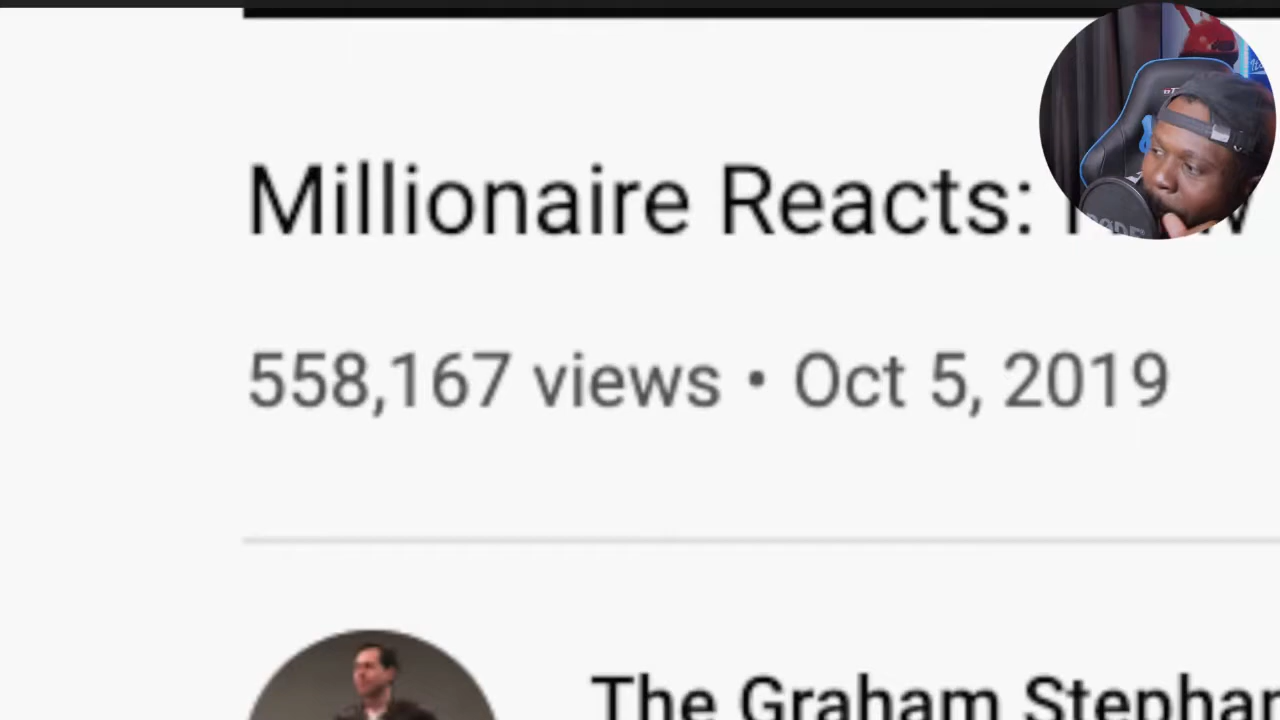 Millionaire Reacts:
558,167 views • Oct 5, 2019
The Graham Stephan